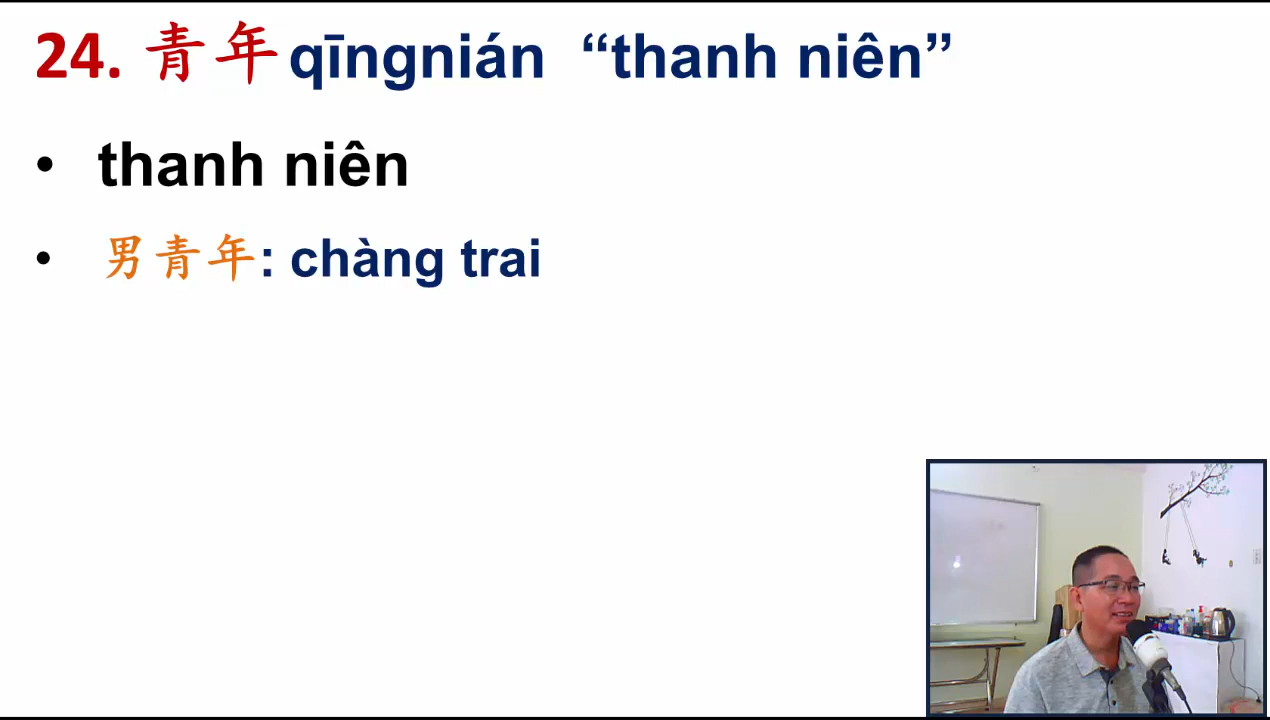 24. 青年 qīngnián “thanh niên”
• thanh niên
• 男青年: chàng trai